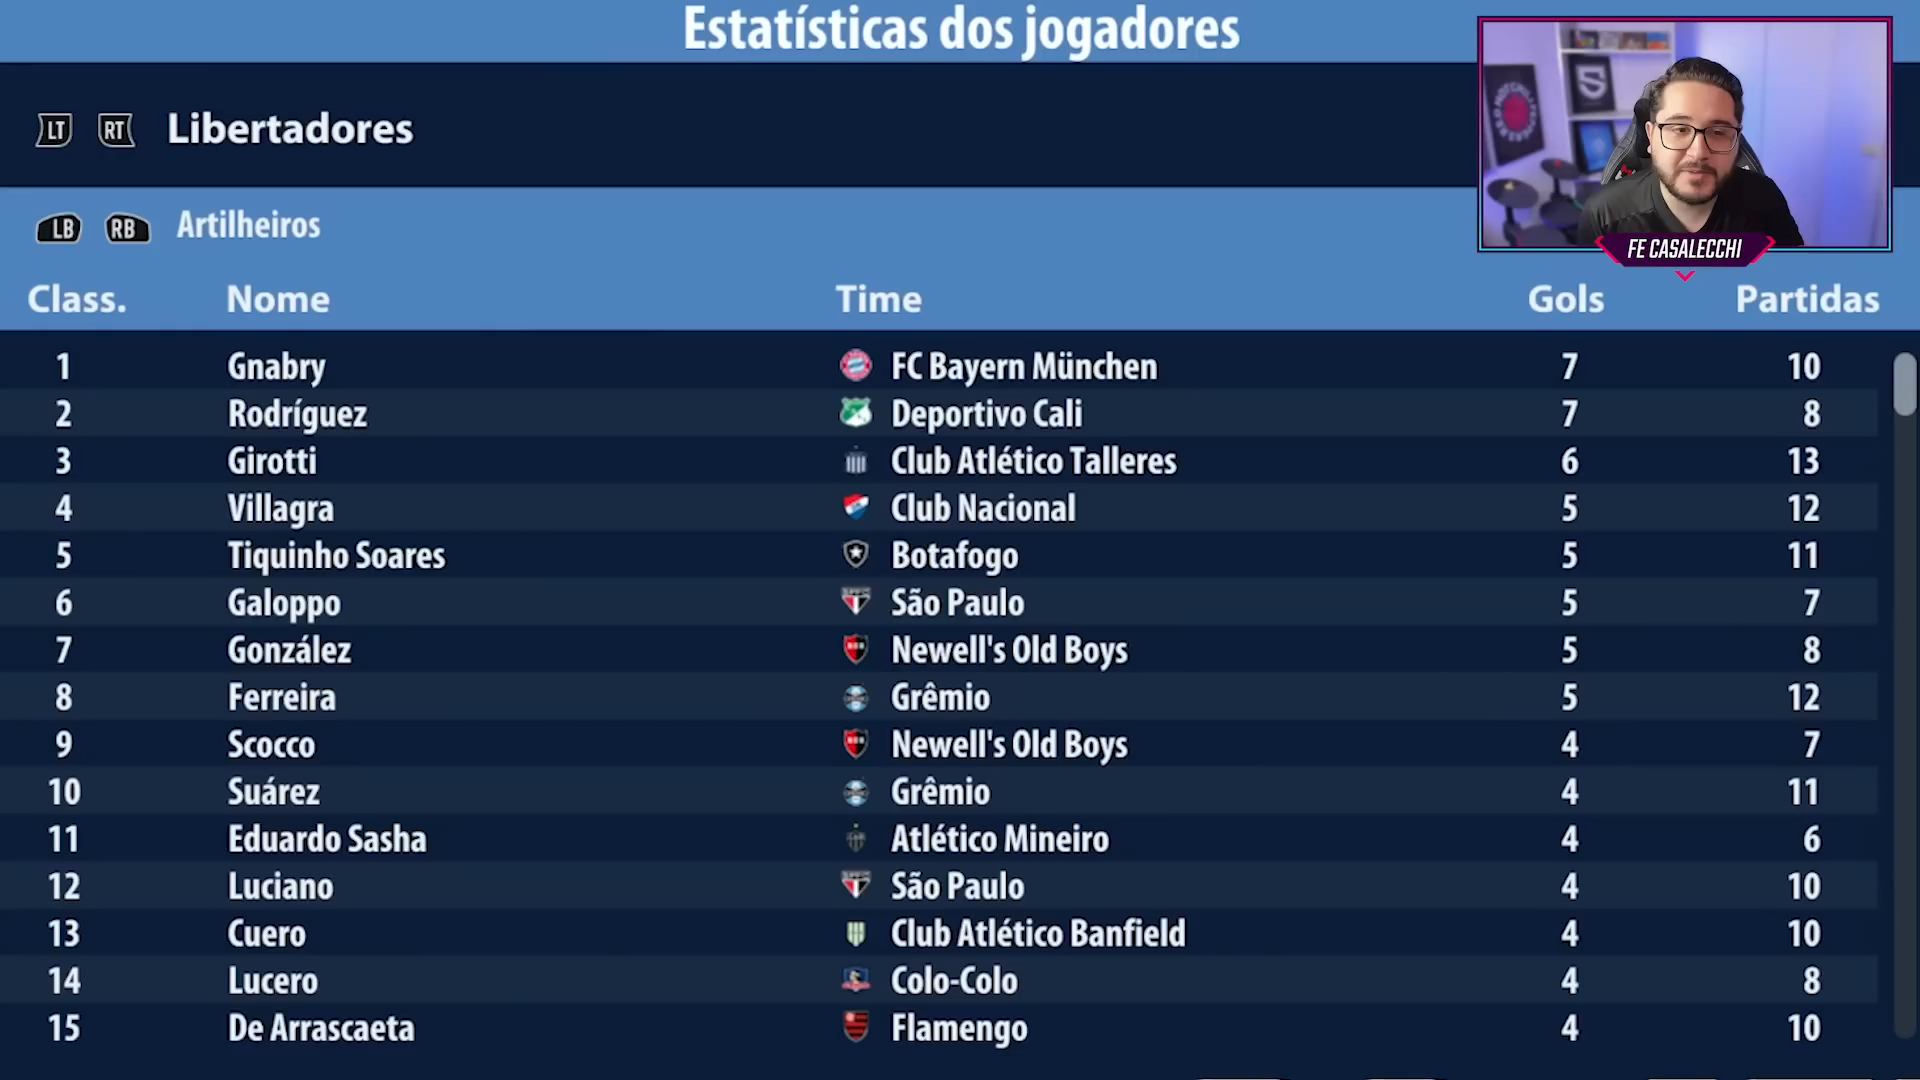 Estatísticas dos jogadores
LT RT Libertadores
LB RB Artilheiros
FE CASALECCHI
Class. Nome Time Gols Partidas
1 Gnabry FC Bayern München 7 10
2 Rodríguez Deportivo Cali 7 8
3 Girotti Club Atlético Talleres 6 13
4 Villagra Club Nacional 5 12
5 Tiquinho Soares Botafogo 5 11
6 Galoppo São Paulo 5 7
7 González Newell's Old Boys 5 8
8 Ferreira Grêmio 5 12
9 Scocco Newell's Old Boys 4 7
10 Suárez Grêmio 4 11
11 Eduardo Sasha Atlético Mineiro 4 6
12 Luciano São Paulo 4 10
13 Cuero Club Atlético Banfield 4 10
14 Lucero Colo-Colo 4 8
15 De Arrascaeta Flamengo 4 10